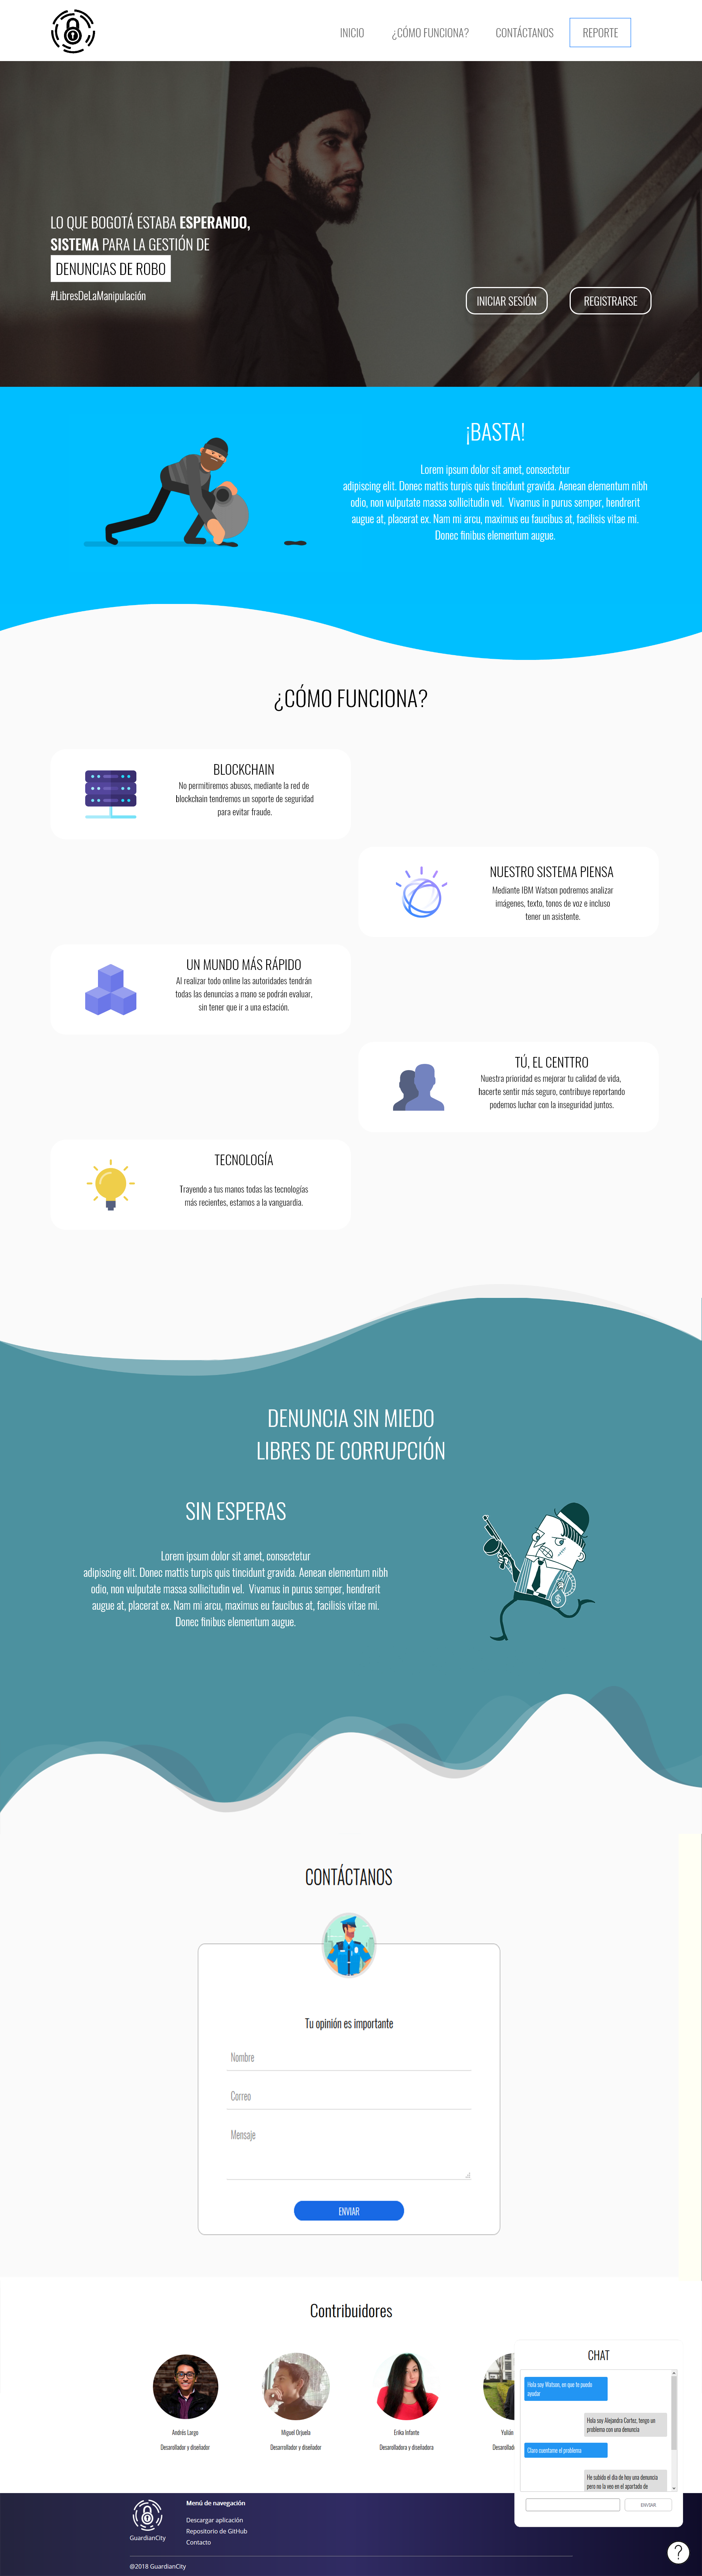 INICIO ¿CÓMO FUNCIONA? CONTÁCTANOS REPORTE
LO QUE BOGOTÁ ESTABA ESPERANDO,
SISTEMA PARA LA GESTIÓN DE
DENUNCIAS DE ROBO
#LibresDeLaManipulación
INICIAR SESIÓN REGISTRARSE
¡BASTA!
Lorem ipsum dolor sit amet, consectetur
adipiscing elit. Donec mattis turpis quis tincidunt gravida. Aenean elementum nibh
odio, non vulputate massa sollicitudin vel. Vivamus in purus semper, hendrerit
augue at, placerat ex. Nam mi arcu, maximus eu faucibus at, facilisis vitae mi.
Donec finibus elementum augue.
¿CÓMO FUNCIONA?
BLOCKCHAIN
No permitiremos abusos, mediante la red de
blockchain tendremos un soporte de seguridad
para evitar fraude.
NUESTRO SISTEMA PIENSA
Mediante IBM Watson podremos analizar
imágenes, texto, tonos de voz e incluso
tener un asistente.
UN MUNDO MÁS RÁPIDO
Al realizar todo online las autoridades tendrán
todas las denuncias a mano se podrán evaluar,
sin tener que ir a una estación.
TÚ, EL CENTTRO
Nuestra prioridad es mejorar tu calidad de vida,
hacerte sentir más seguro, contribuye reportando
podemos luchar con la inseguridad juntos.
TECNOLOGÍA
Trayendo a tus manos todas las tecnologías
más recientes, estamos a la vanguardia.
DENUNCIA SIN MIEDO
LIBRES DE CORRUPCIÓN
SIN ESPERAS
Lorem ipsum dolor sit amet, consectetur
adipiscing elit. Donec mattis turpis quis tincidunt gravida. Aenean elementum nibh
odio, non vulputate massa sollicitudin vel. Vivamus in purus semper, hendrerit
augue at, placerat ex. Nam mi arcu, maximus eu faucibus at, facilisis vitae mi.
Donec finibus elementum augue.
CONTÁCTANOS
Tu opinión es importante
Nombre
Correo
Mensaje
ENVIAR
Contribuidores
Andrés Largo
Desarollador y diseñador
Miguel Orjuela
Desarrollador y diseñador
Erika Infante
Desarolladora y diseñadora
Yulián
Desarollad
CHAT
Hola soy Watson, en que te puedo
ayudar
Hola soy Alejandra Cortez, tengo un
problema con una denuncia
Claro cuentame el problema
He subido el dia de hoy una denuncia
pero no la veo en el apartado de
ENVIAR
?
GuardianCity
Menú de navegación
Descargar aplicación
Repositorio de GitHub
Contacto
@2018 GuardianCity